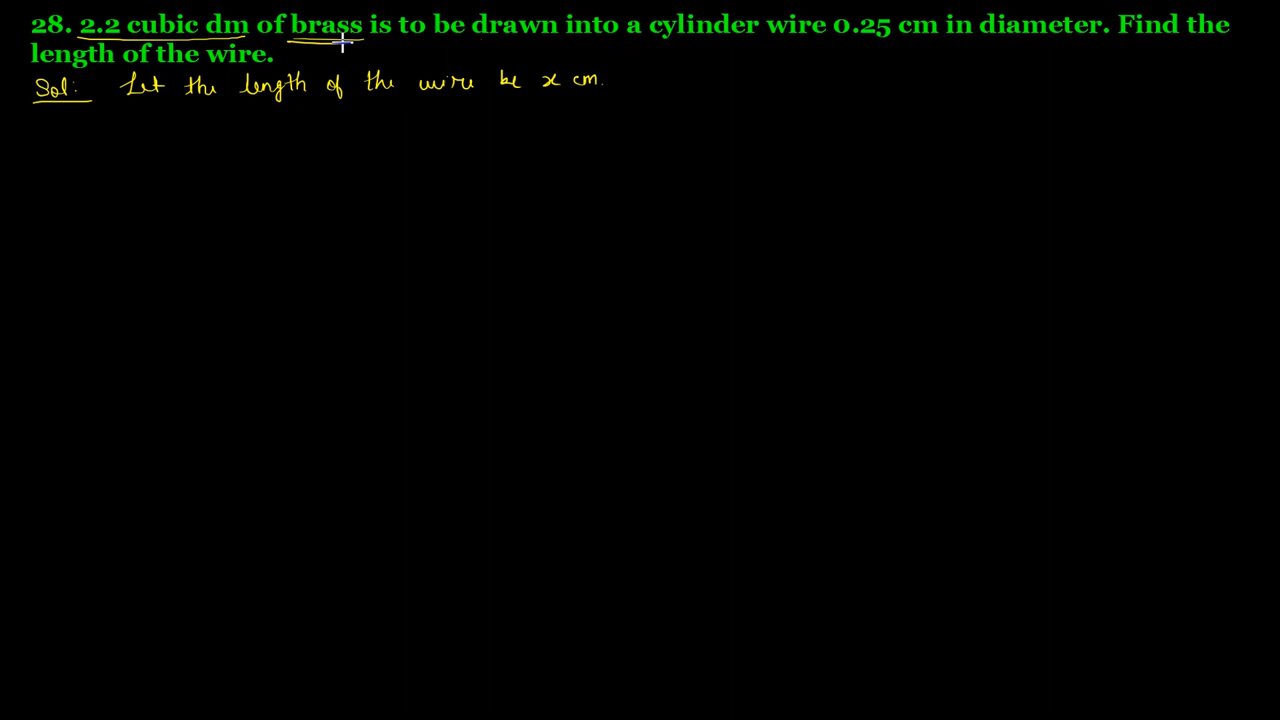 28. 2.2 cubic dm of brass is to be drawn into a cylinder wire 0.25 cm in diameter. Find the
length of the wire.
Sol: Let the length of the wire be x cm.